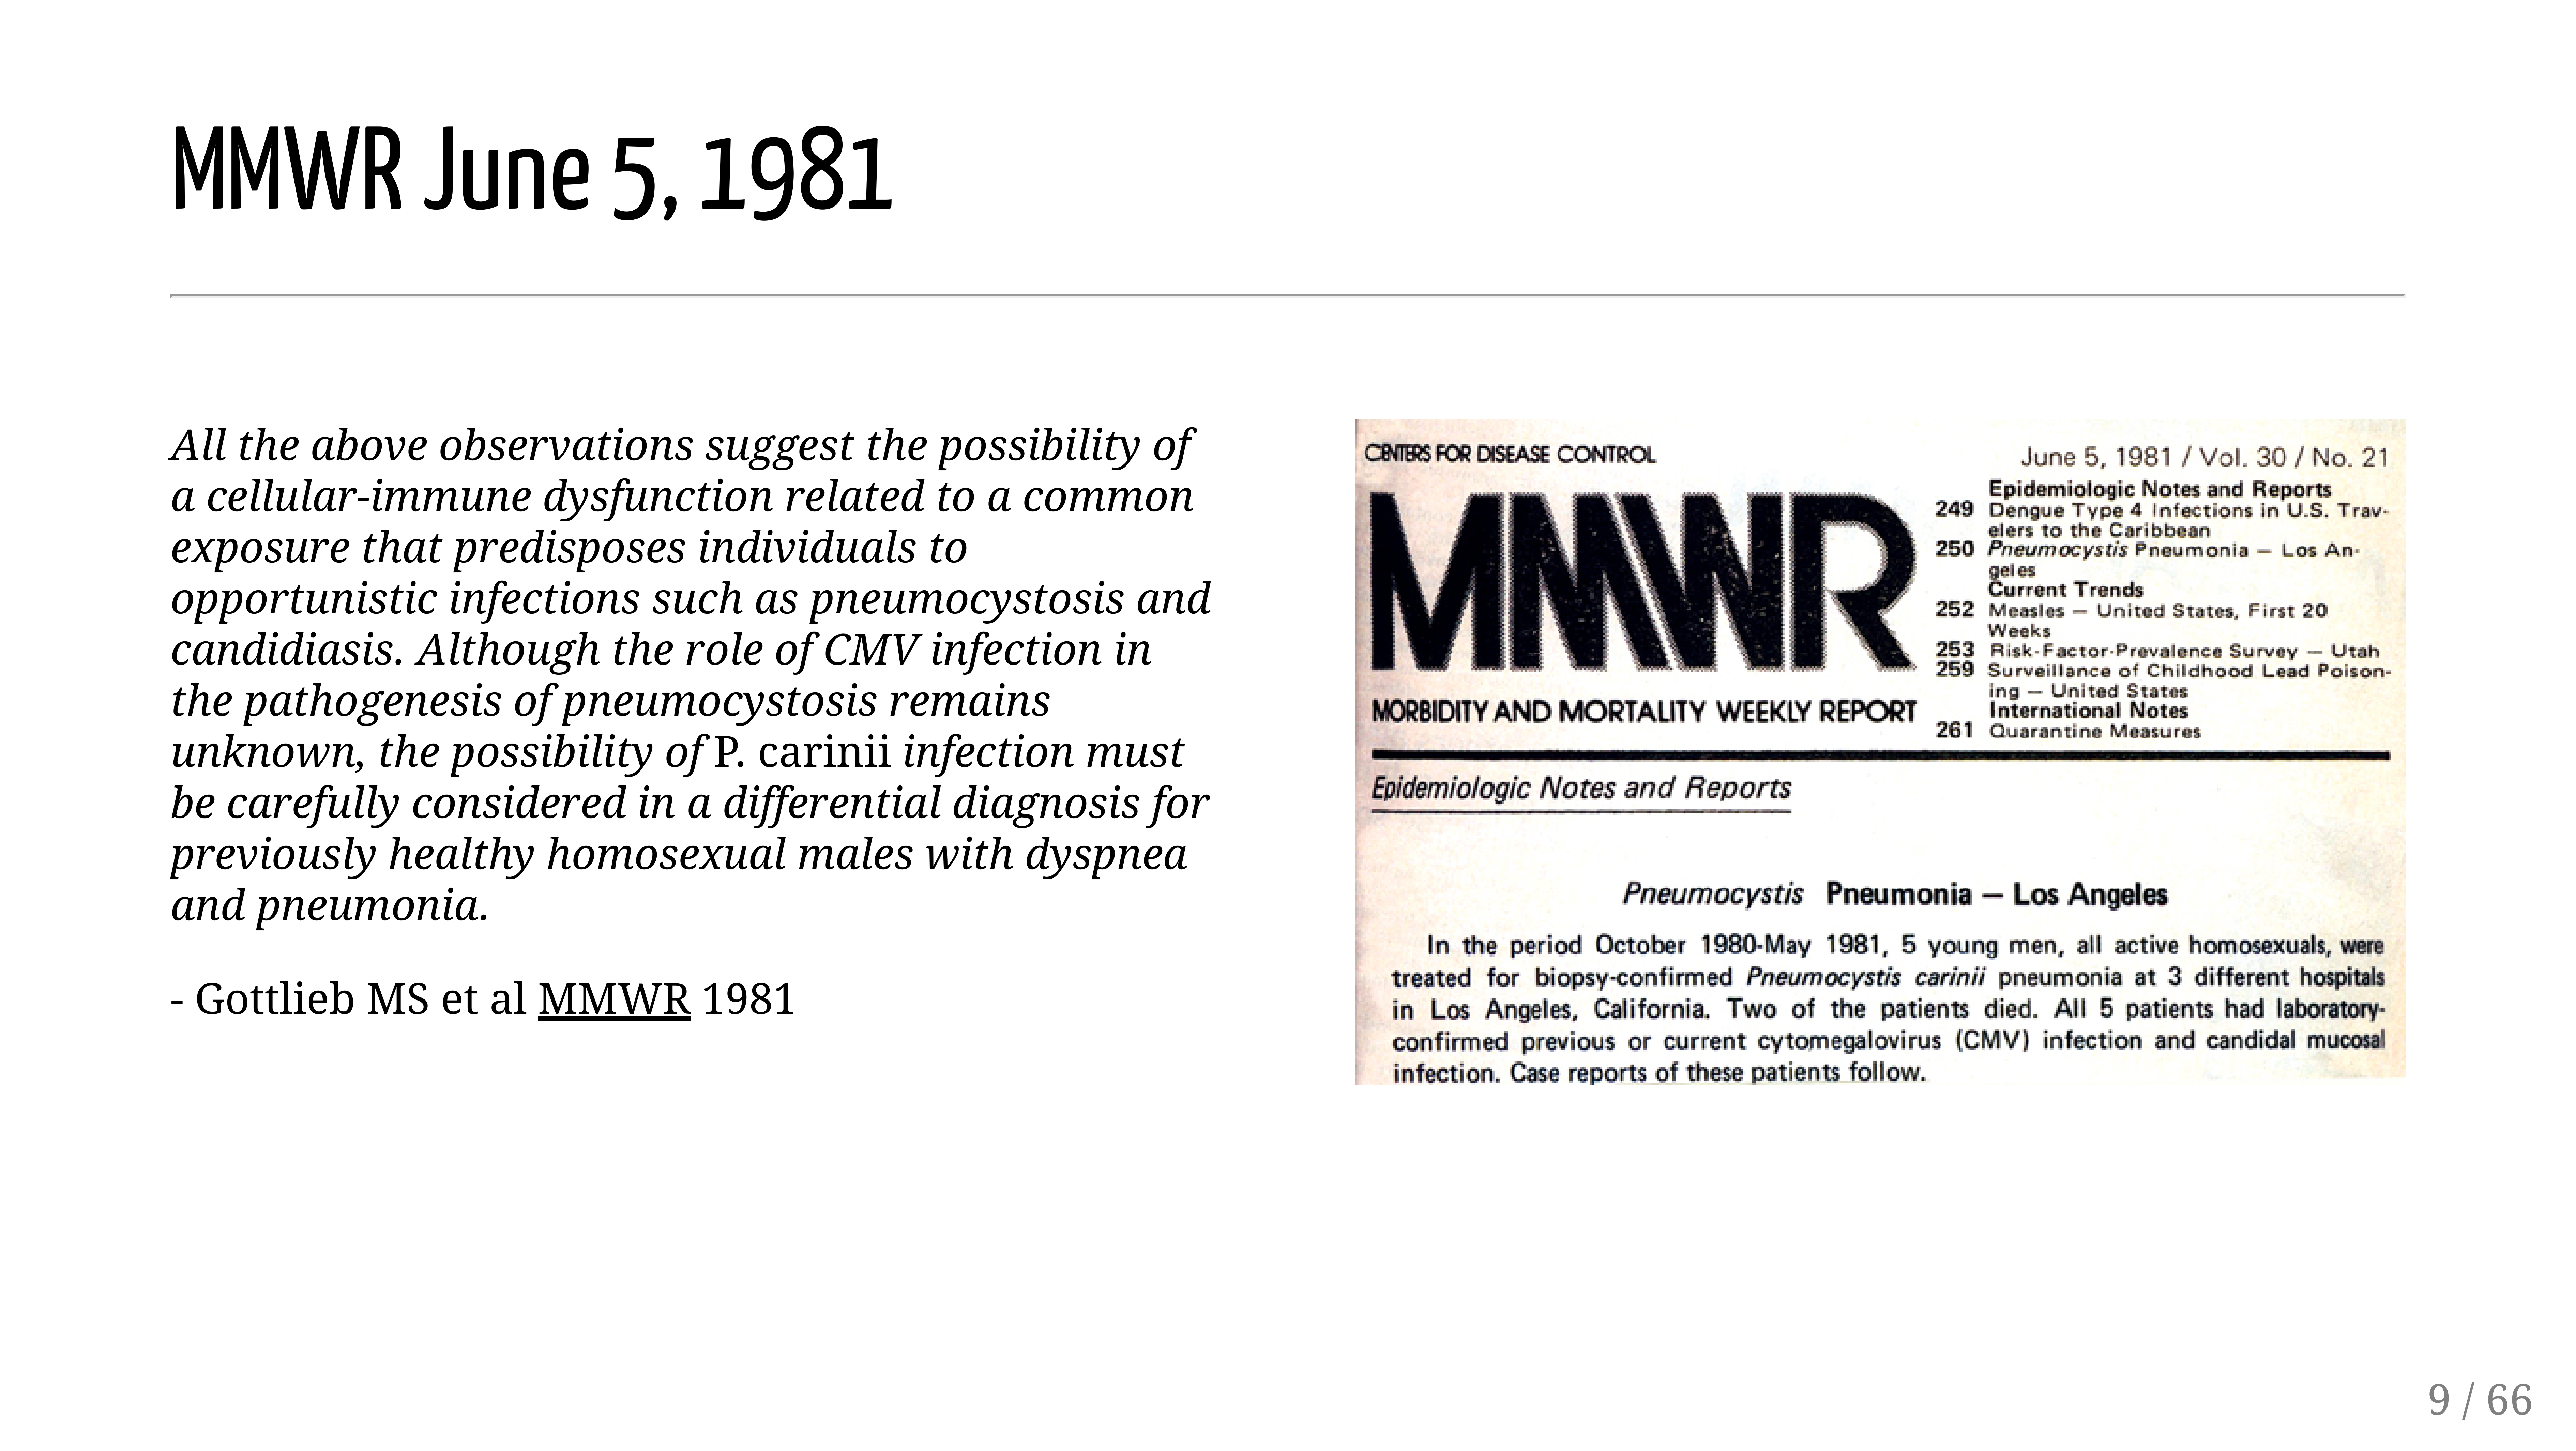 MMWR June 5, 1981
All the above observations suggest the possibility of
a cellular-immune dysfunction related to a common
exposure that predisposes individuals to
opportunistic infections such as pneumocystosis and
candidiasis. Although the role of CMV infection in
the pathogenesis of pneumocystosis remains
unknown, the possibility of P. carinii infection must
be carefully considered in a differential diagnosis for
previously healthy homosexual males with dyspnea
and pneumonia.
- Gottlieb MS et al MMWR 1981
CENTERS FOR DISEASE CONTROL
June 5, 1981 / Vol. 30 / No. 21
MMWR
MORBIDITY AND MORTALITY WEEKLY REPORT
Epidemiologic Notes and Reports
249 Dengue Type 4 Infections in U.S. Trav-
elers to the Caribbean
250 Pneumocystis Pneumonia — Los An-
geles
Current Trends
252 Measles — United States, First 20
Weeks
253 Risk-Factor-Prevalence Survey — Utah
259 Surveillance of Childhood Lead Poison-
ing — United States
International Notes
261 Quarantine Measures
Epidemiologic Notes and Reports
Pneumocystis Pneumonia — Los Angeles
In the period October 1980-May 1981, 5 young men, all active homosexuals, were
treated for biopsy-confirmed Pneumocystis carinii pneumonia at 3 different hospitals
in Los Angeles, California. Two of the patients died. All 5 patients had laboratory-
confirmed previous or current cytomegalovirus (CMV) infection and candidal mucosal
infection. Case reports of these patients follow.
9 / 66